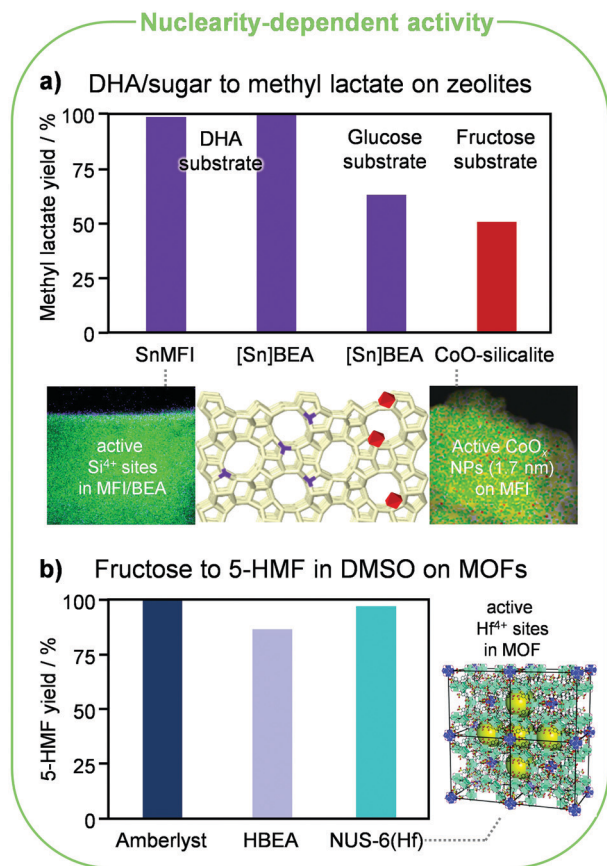 Nuclearity-dependent activity
a) DHA/sugar to methyl lactate on zeolites
Methyl lactate yield / %
100
75
50
25
0
DHA
substrate
Glucose
substrate
Fructose
substrate
SnMFI
[Sn]BEA
[Sn]BEA
CoO-silicalite
active
Si⁴⁺ sites
in MFI/BEA
Active CoOₓ
NPs (1.7 nm)
on MFI
b) Fructose to 5-HMF in DMSO on MOFs
5-HMF yield / %
100
75
50
25
0
Amberlyst
HBEA
NUS-6(Hf)
active
Hf⁴⁺ sites
in MOF